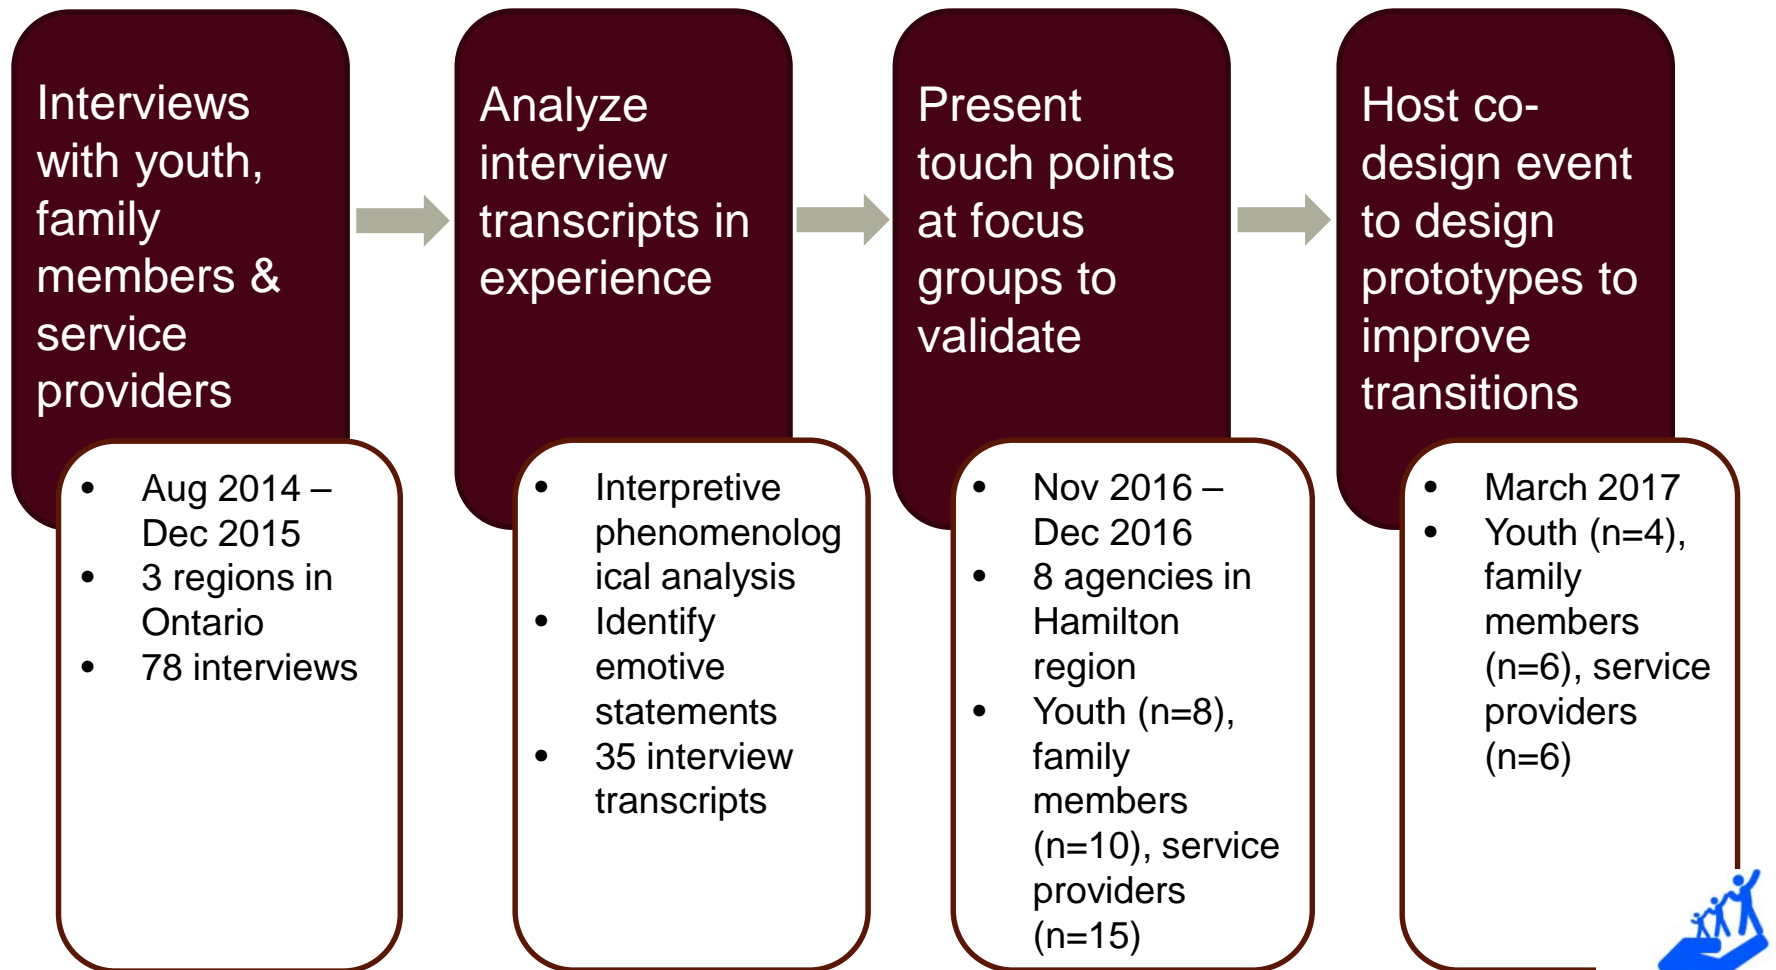 Interviews
with youth,
family
members &
service
providers
• Aug 2014 –
Dec 2015
• 3 regions in
Ontario
• 78 interviews
Analyze
interview
transcripts in
experience
• Interpretive
phenomenolog
ical analysis
• Identify
emotive
statements
• 35 interview
transcripts
Present
touch points
at focus
groups to
validate
• Nov 2016 –
Dec 2016
• 8 agencies in
Hamilton
region
• Youth (n=8),
family
members
(n=10), service
providers
(n=15)
Host co-
design event
to design
prototypes to
improve
transitions
• March 2017
• Youth (n=4),
family
members
(n=6), service
providers
(n=6)